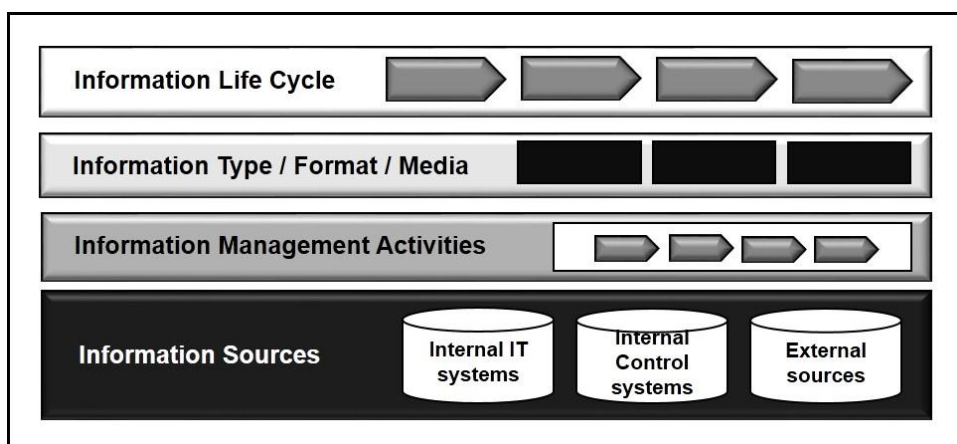 Information Life Cycle
Information Type / Format / Media
Information Management Activities
Information Sources
Internal IT
systems
Internal
Control
systems
External
sources